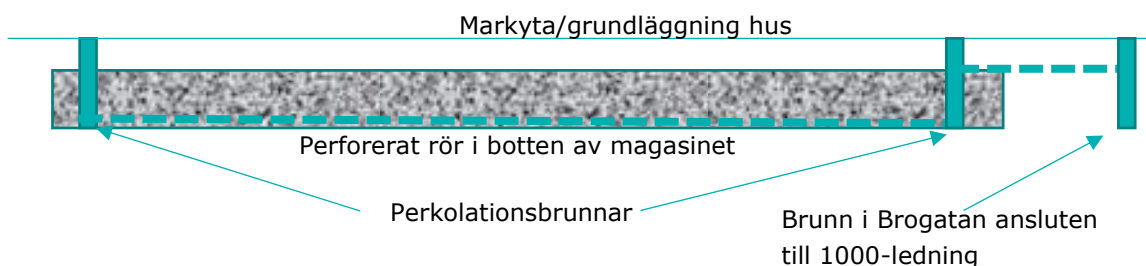 Markyta/grundläggning hus
Perforerat rör i botten av magasinet
Perkolationsbrunnar
Brunn i Brogatan ansluten
till 1000-ledning